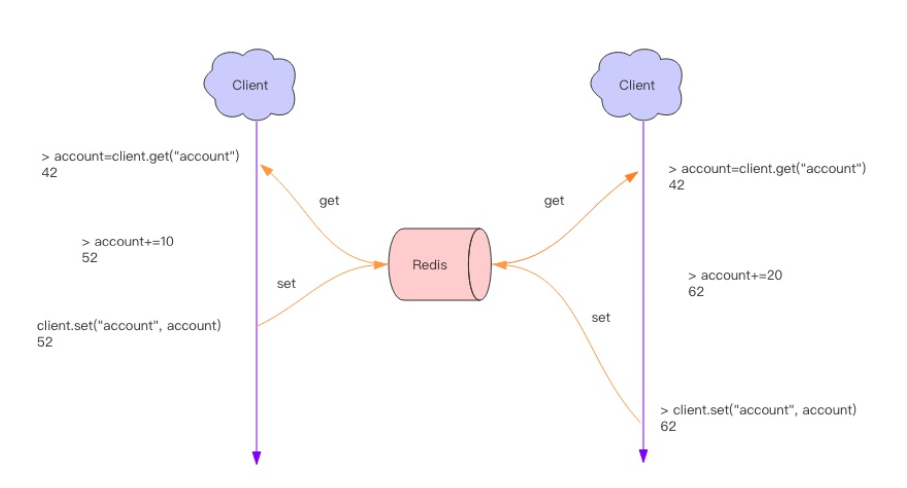 Client
Client
> account=client.get("account")
42
> account=client.get("account")
42
get
get
> account+=10
52
Redis
> account+=20
62
set
set
client.set("account", account)
52
> client.set("account", account)
62